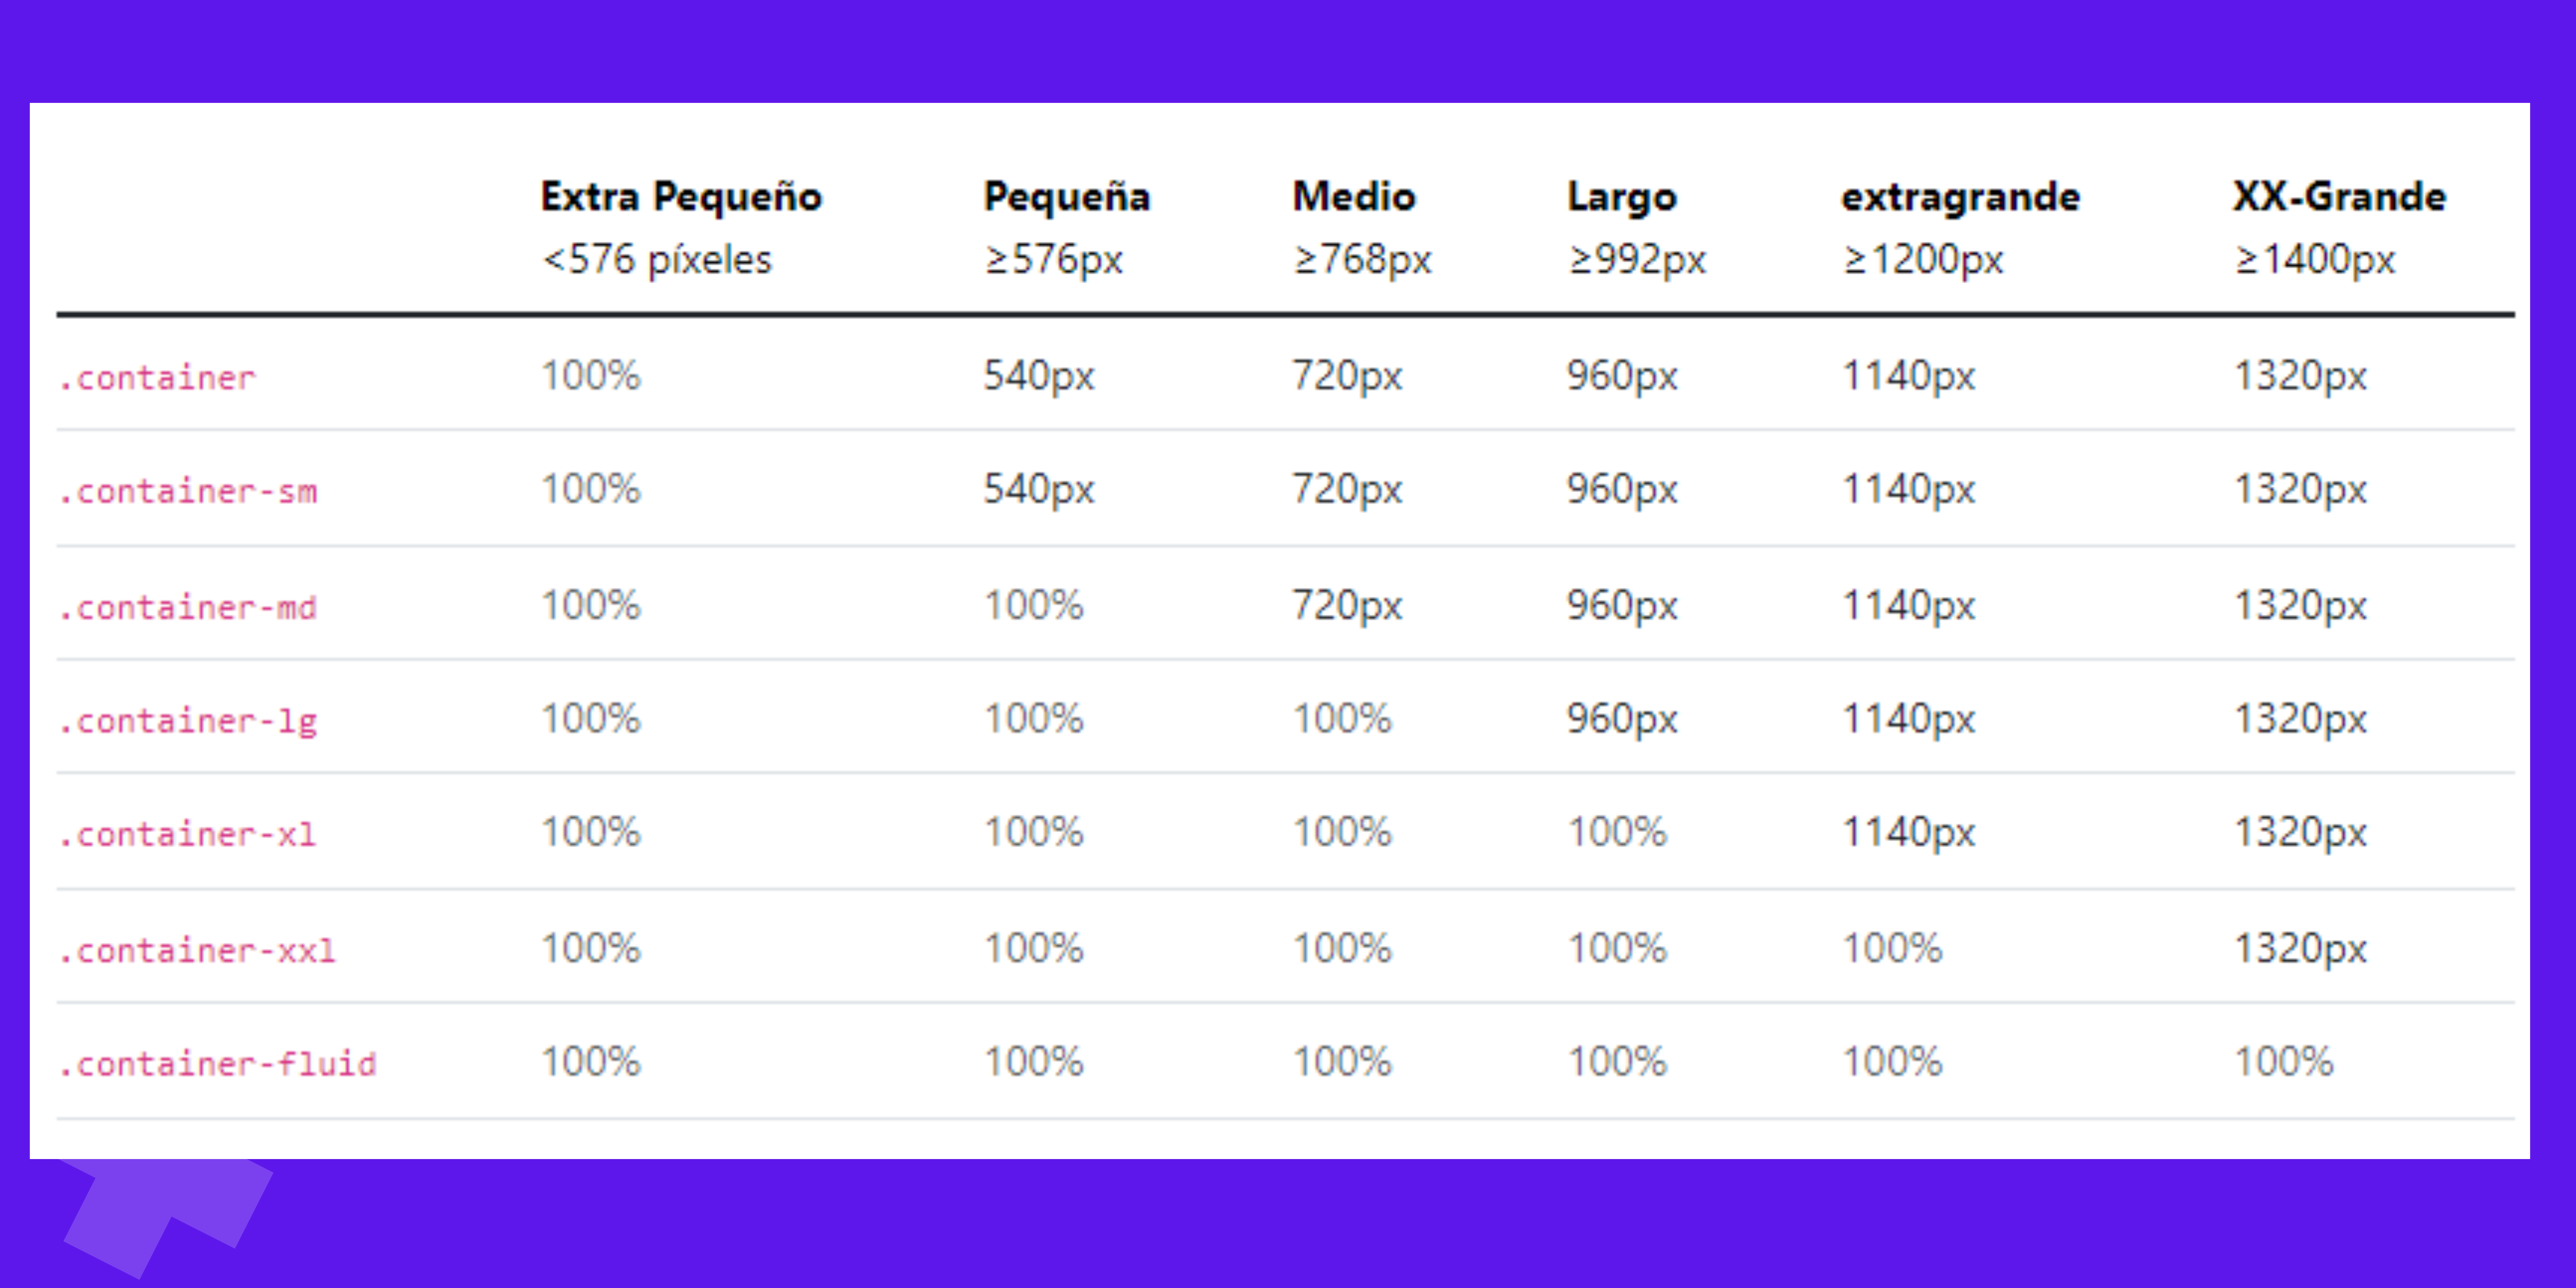 Extra Pequeño Pequeña Medio Largo extragrande XX-Grande
<576 píxeles ≥576px ≥768px ≥992px ≥1200px ≥1400px
.container 100% 540px 720px 960px 1140px 1320px
.container-sm 100% 540px 720px 960px 1140px 1320px
.container-md 100% 100% 720px 960px 1140px 1320px
.container-lg 100% 100% 100% 960px 1140px 1320px
.container-xl 100% 100% 100% 100% 1140px 1320px
.container-xxl 100% 100% 100% 100% 100% 1320px
.container-fluid 100% 100% 100% 100% 100% 100%